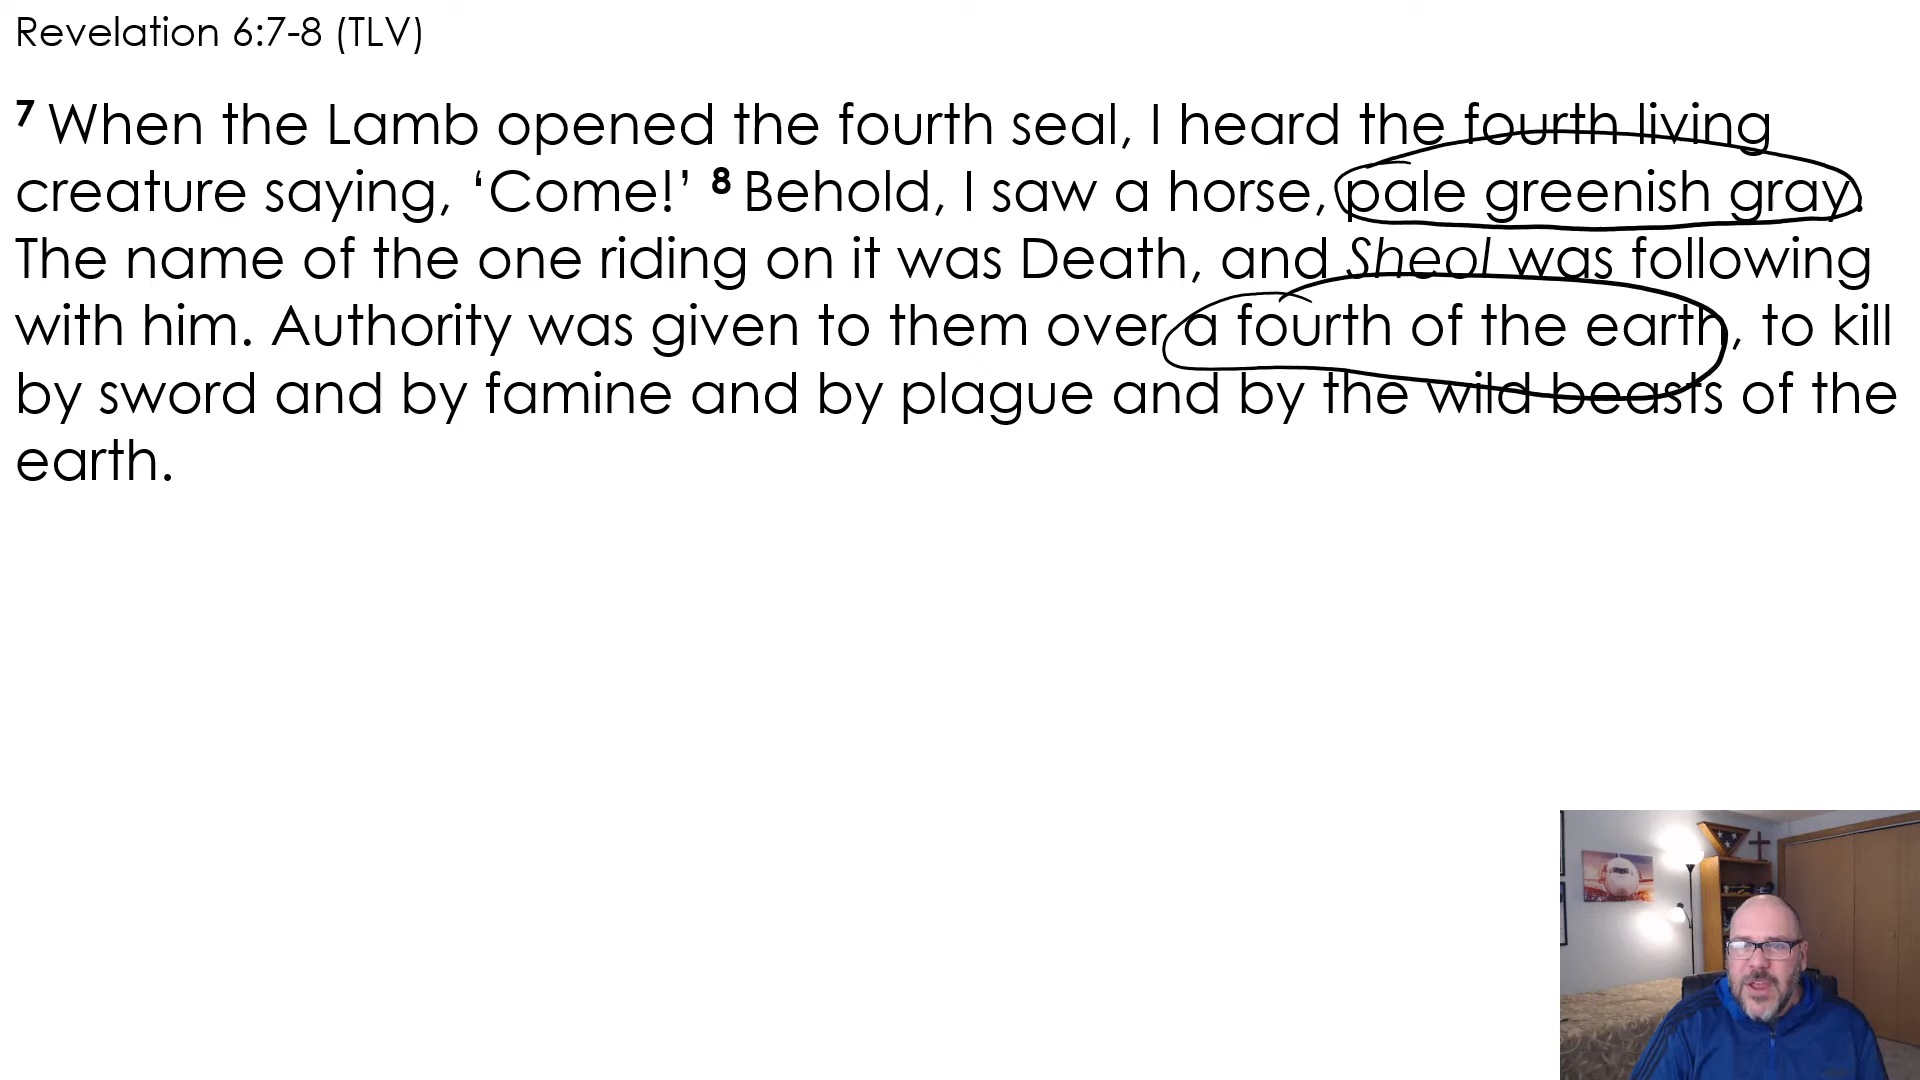 Revelation 6:7-8 (TLV)
7 When the Lamb opened the fourth seal, I heard the fourth living
creature saying, ‘Come!’ 8 Behold, I saw a horse, pale greenish gray.
The name of the one riding on it was Death, and Sheol was following
with him. Authority was given to them over a fourth of the earth, to kill
by sword and by famine and by plague and by the wild beasts of the
earth.